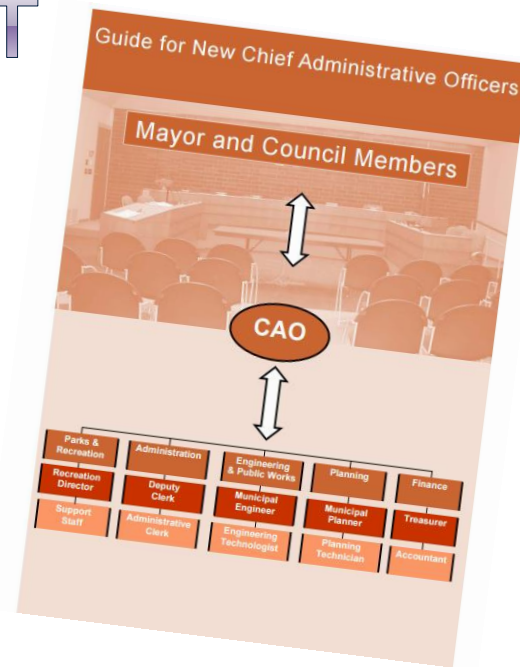 T
Guide for New Chief Administrative Officers
Mayor and Council Members
CAO
Parks &
Recreation
Administration
Engineering
& Public Works
Planning
Finance
Recreation
Director
Deputy
Clerk
Municipal
Engineer
Municipal
Planner
Treasurer
Support
Staff
Administrative
Clerk
Engineering
Technologist
Planning
Technician
Accountant